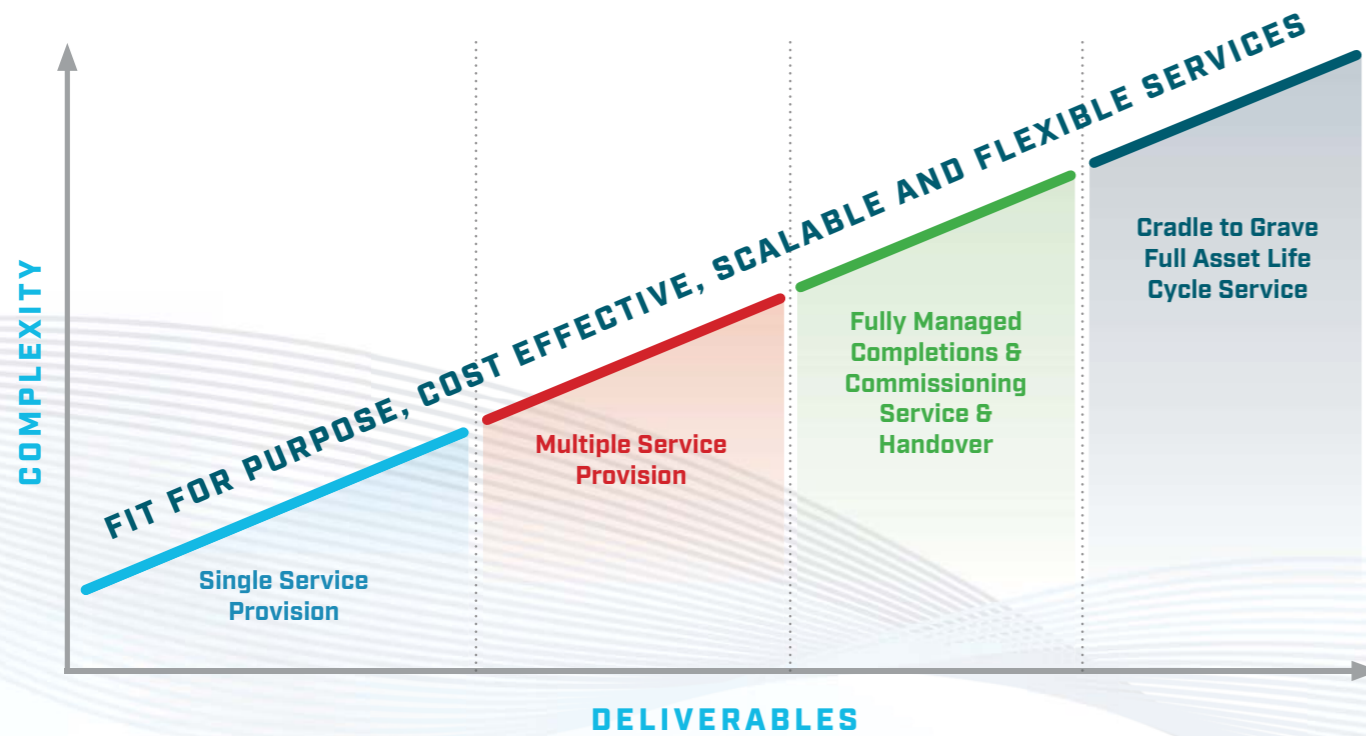 FIT FOR PURPOSE, COST EFFECTIVE, SCALABLE AND FLEXIBLE SERVICES
COMPLEXITY
Single Service
Provision
Multiple Service
Provision
Fully Managed
Completions &
Commissioning
Service &
Handover
Cradle to Grave
Full Asset Life
Cycle Service
DELIVERABLES